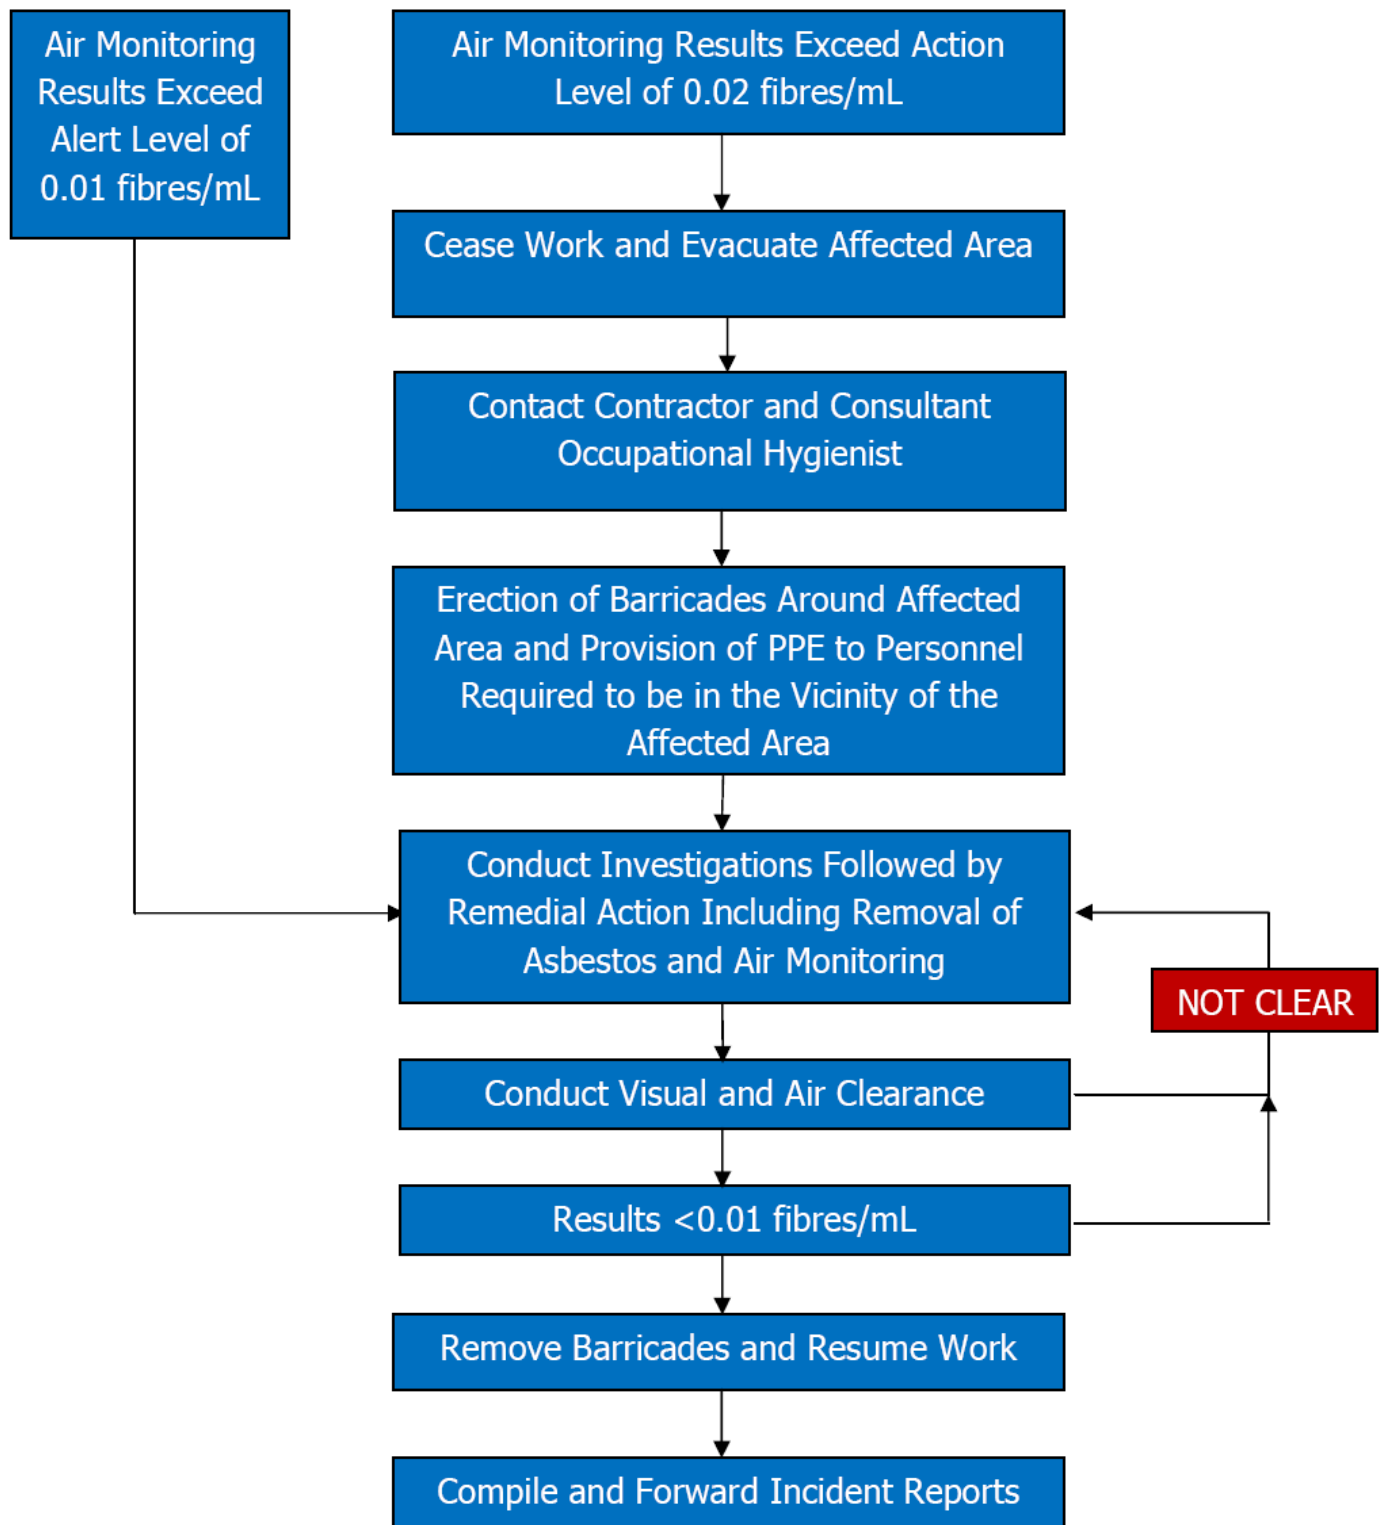 Air Monitoring
Results Exceed
Alert Level of
0.01 fibres/mL
Air Monitoring Results Exceed Action
Level of 0.02 fibres/mL
Cease Work and Evacuate Affected Area
Contact Contractor and Consultant
Occupational Hygienist
Erection of Barricades Around Affected
Area and Provision of PPE to Personnel
Required to be in the Vicinity of the
Affected Area
Conduct Investigations Followed by
Remedial Action Including Removal of
Asbestos and Air Monitoring
NOT CLEAR
Conduct Visual and Air Clearance
Results <0.01 fibres/mL
Remove Barricades and Resume Work
Compile and Forward Incident Reports